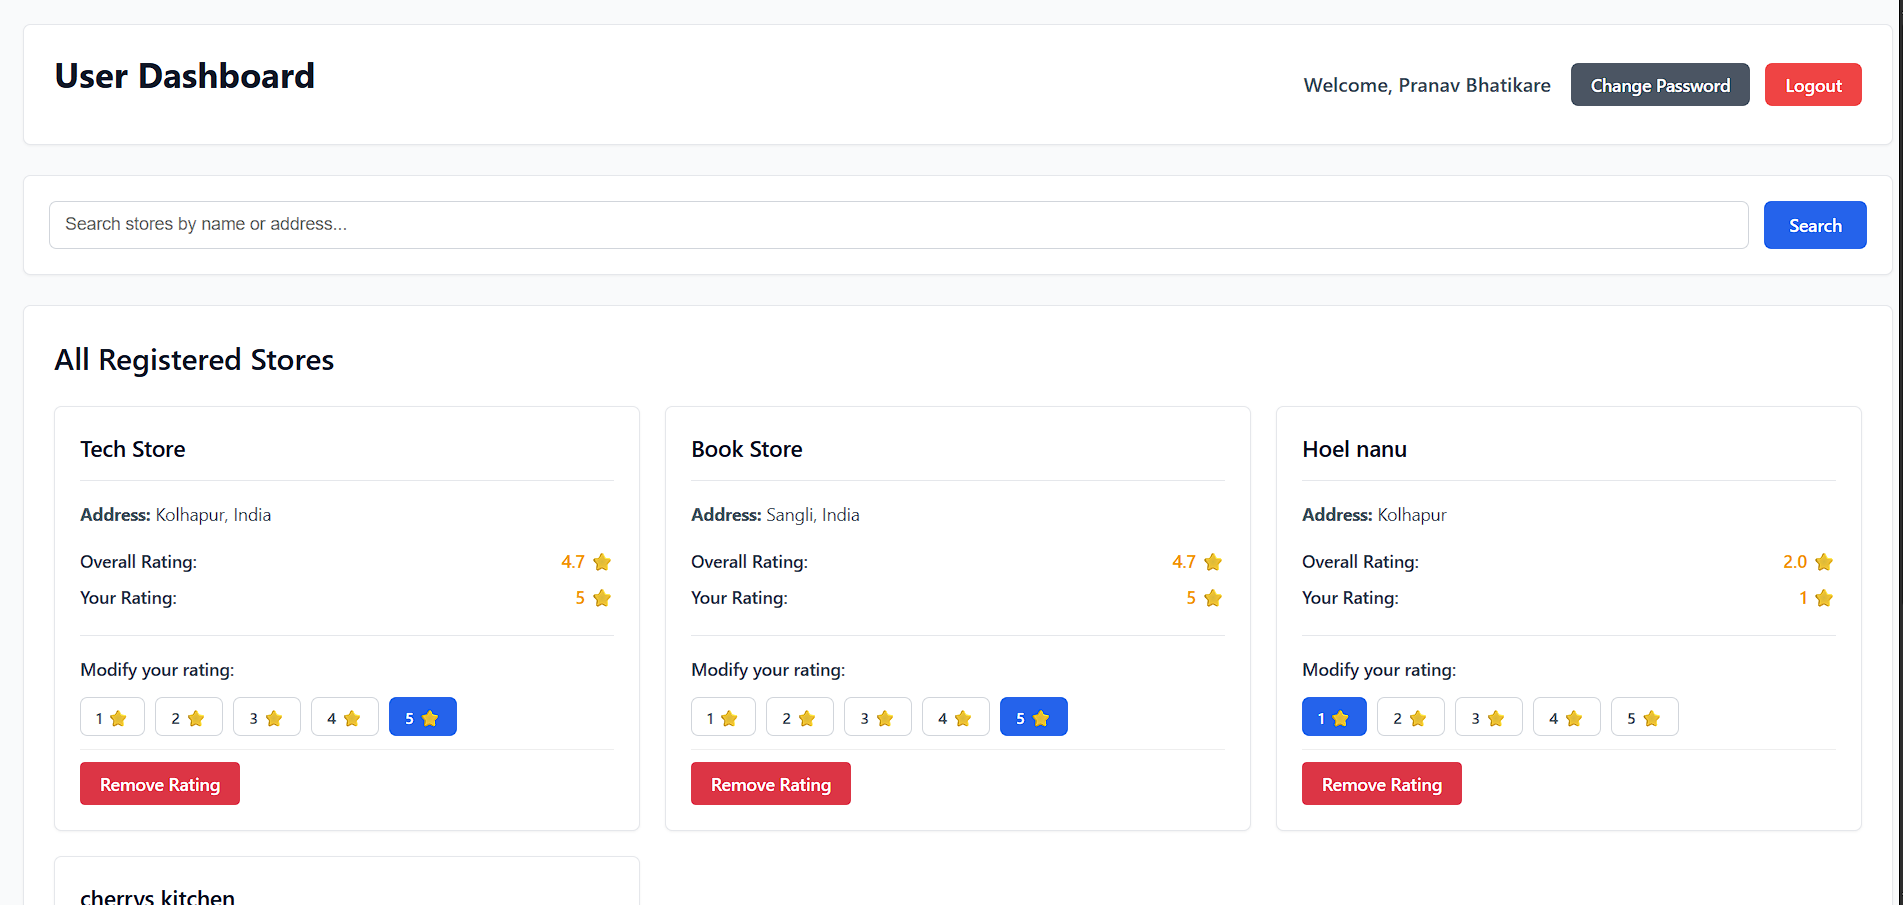 User Dashboard
Welcome, Pranav Bhatikare
Change Password
Logout
Search stores by name or address...
Search
All Registered Stores
Tech Store
Address: Kolhapur, India
Overall Rating: 4.7
Your Rating: 5
Modify your rating:
1 2 3 4 5
Remove Rating
Book Store
Address: Sangli, India
Overall Rating: 4.7
Your Rating: 5
Modify your rating:
1 2 3 4 5
Remove Rating
Hoel nanu
Address: Kolhapur
Overall Rating: 2.0
Your Rating: 1
Modify your rating:
1 2 3 4 5
Remove Rating
cherrys kitchen